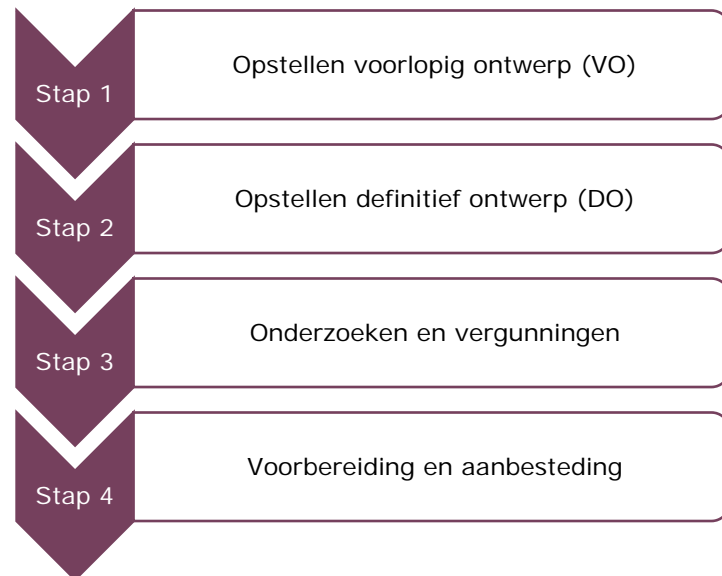 Stap 1
Opstellen voorlopig ontwerp (VO)
Stap 2
Opstellen definitief ontwerp (DO)
Stap 3
Onderzoeken en vergunningen
Stap 4
Voorbereiding en aanbesteding